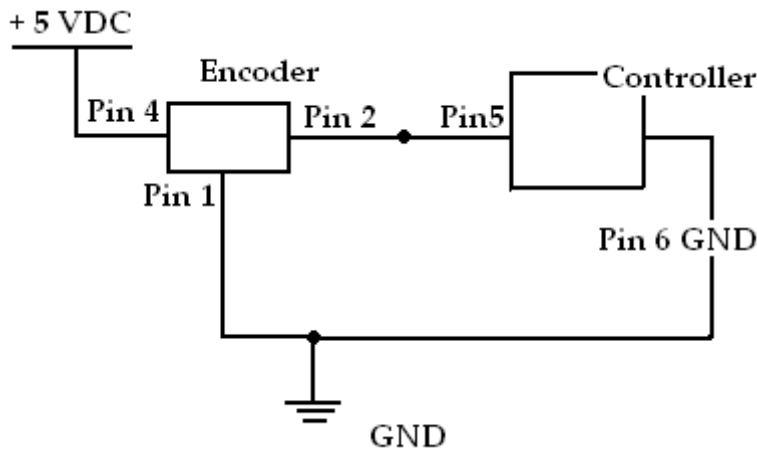 + 5 VDC
Encoder
Controller
Pin 4
Pin 2
Pin5
Pin 1
Pin 6 GND
GND